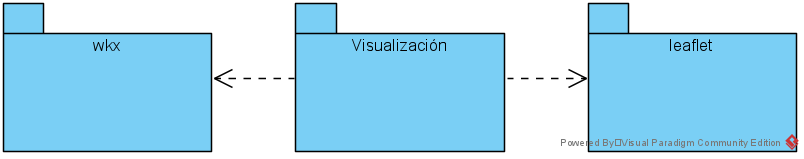 wkx
Visualización
leaflet
Powered By Visual Paradigm Community Edition